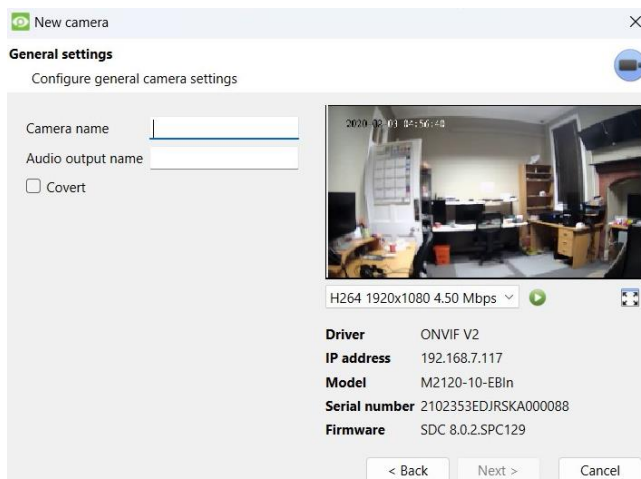 New camera
General settings
Configure general camera settings
Camera name
Audio output name
Covert
2020-02-03 04:56:48
H264 1920x1080 4.50 Mbps
Driver ONVIF V2
IP address 192.168.7.117
Model M2120-10-EBIn
Serial number 2102353EDJRSKA000088
Firmware SDC 8.0.2.SPC129
< Back Next > Cancel